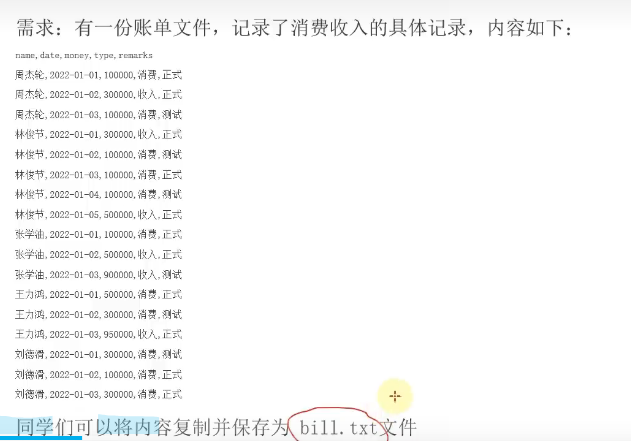 需求：有一份账单文件，记录了消费收入的具体记录，内容如下：
name,date,money,type,remarks
周杰轮,2022-01-01,100000,消费,正式
周杰轮,2022-01-02,300000,收入,正式
周杰轮,2022-01-03,100000,消费,测试
林俊节,2022-01-01,300000,收入,正式
林俊节,2022-01-02,100000,消费,测试
林俊节,2022-01-03,100000,消费,正式
林俊节,2022-01-04,100000,消费,测试
林俊节,2022-01-05,500000,收入,正式
张学油,2022-01-01,100000,消费,正式
张学油,2022-01-02,500000,收入,正式
张学油,2022-01-03,900000,收入,测试
王力鸿,2022-01-01,500000,消费,正式
王力鸿,2022-01-02,300000,消费,测试
王力鸿,2022-01-03,950000,收入,正式
刘德滑,2022-01-01,300000,消费,测试
刘德滑,2022-01-02,100000,消费,正式
刘德滑,2022-01-03,300000,消费,正式
同学们可以将内容复制并保存为 bill.txt文件